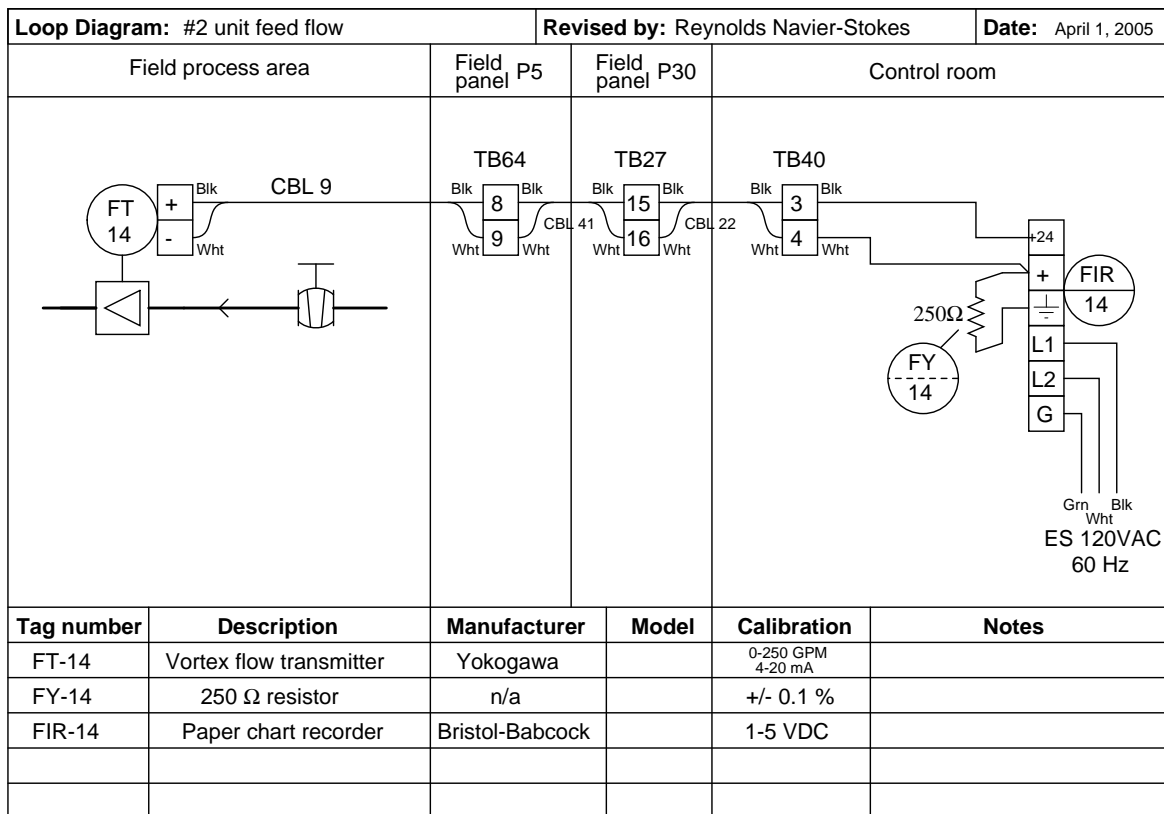 Loop Diagram: #2 unit feed flow
Revised by: Reynolds Navier-Stokes
Date: April 1, 2005
Field process area
Field panel P5
Field panel P30
Control room
TB64
TB27
TB40
FT
14
+
-
Blk
Wht
CBL 9
Blk
8
Blk
Wht
9
Wht
CBL 41
Blk
15
Blk
Wht
16
Wht
CBL 22
Blk
3
Blk
Wht
4
Wht
+24
+
L1
L2
G
FIR
14
250Ω
FY
14
Grn
Wht
Blk
ES 120VAC
60 Hz
Tag number Description Manufacturer Model Calibration Notes
FT-14 Vortex flow transmitter Yokogawa 0-250 GPM
4-20 mA
FY-14 250 Ω resistor n/a +/- 0.1 %
FIR-14 Paper chart recorder Bristol-Babcock 1-5 VDC